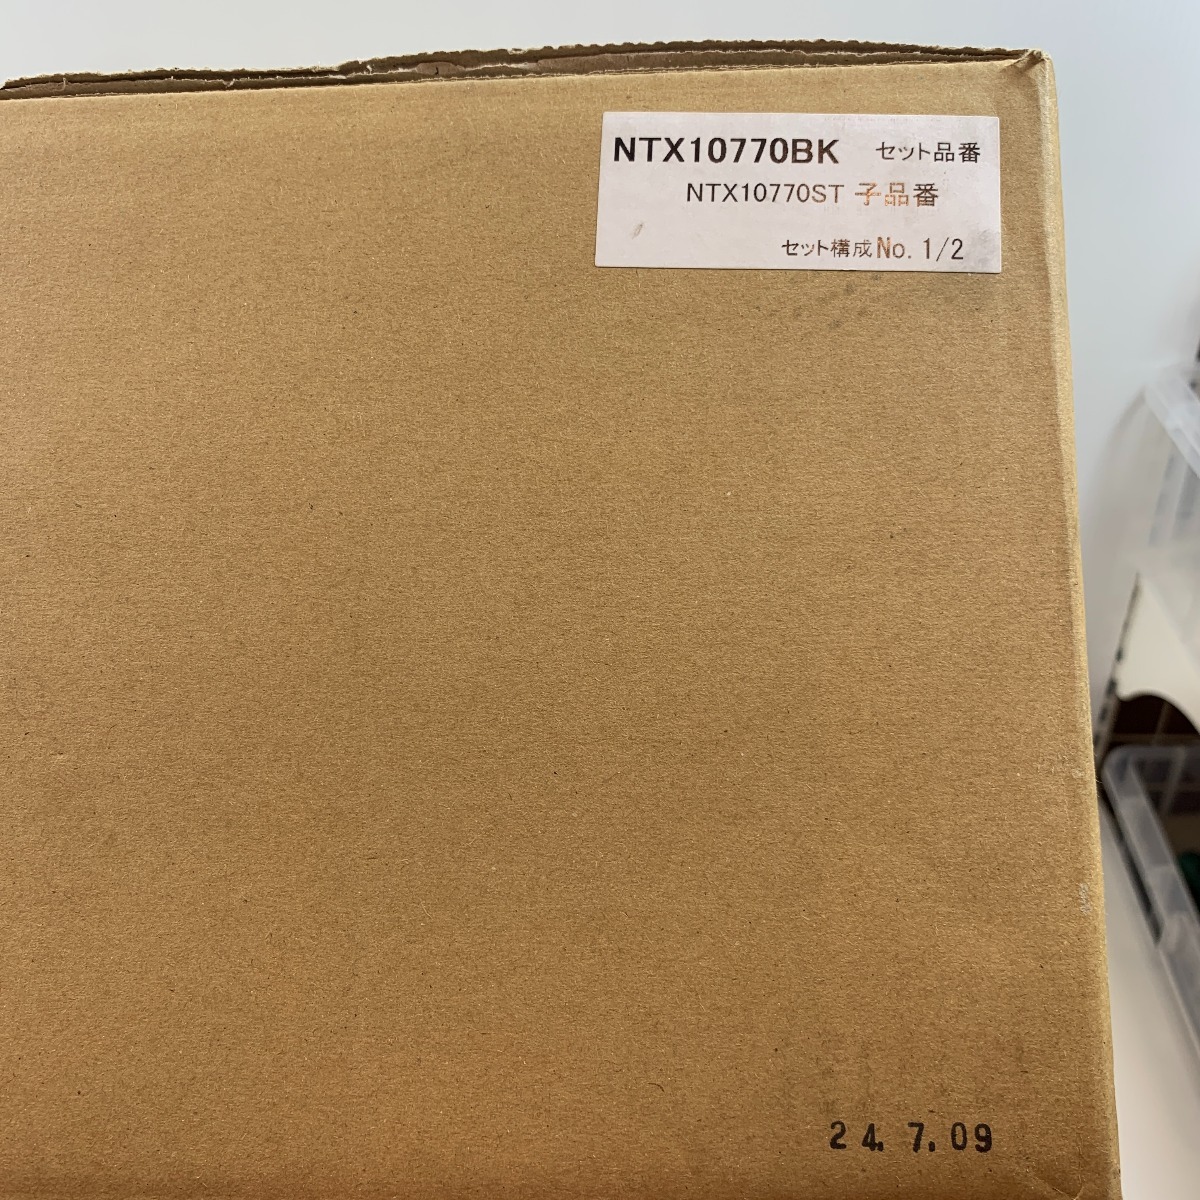 NTX10770BK セット品番
NTX10770ST 子品番
セット構成No. 1/2
24. 7. 09